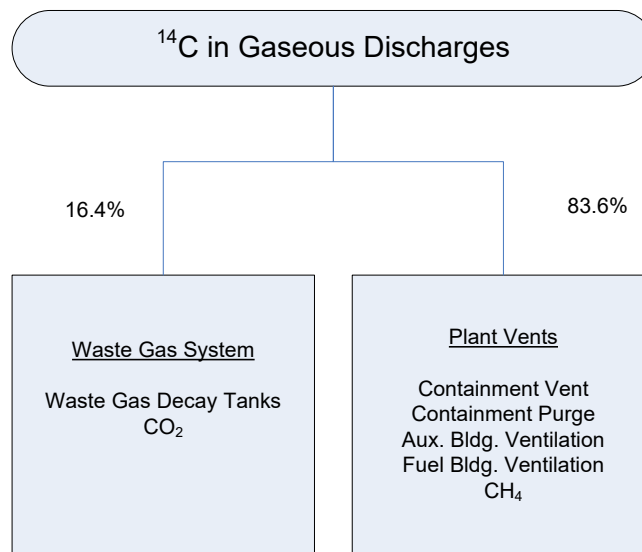 ¹⁴C in Gaseous Discharges
16.4%
83.6%
Waste Gas System
Waste Gas Decay Tanks
CO₂
Plant Vents
Containment Vent
Containment Purge
Aux. Bldg. Ventilation
Fuel Bldg. Ventilation
CH₄